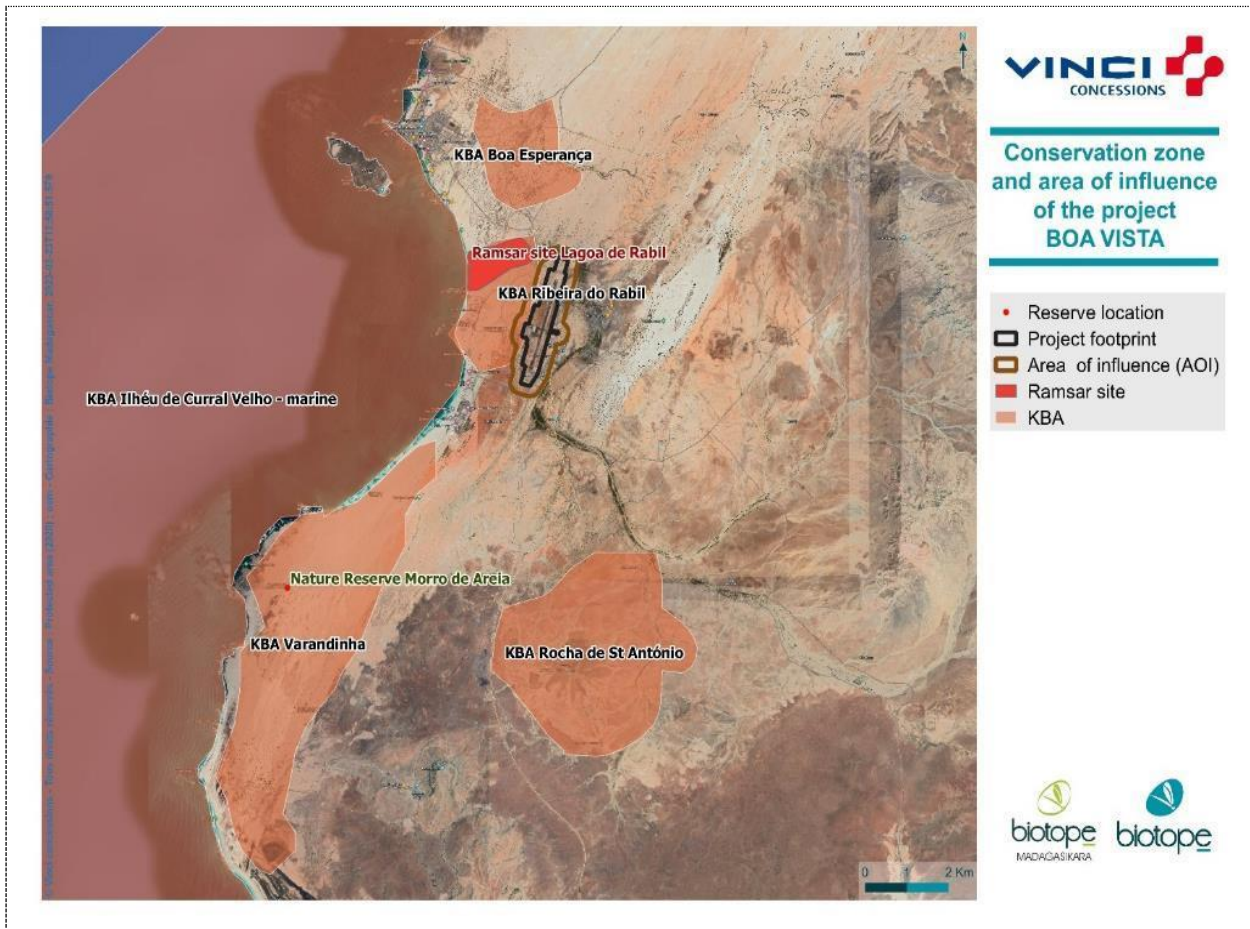 N
KBA Boa Esperança
Ramsar site Lagoa de Rabil
KBA Ribeira do Rabil
KBA Ilhéu de Curral Velho - marine
Nature Reserve Morro de Areia
KBA Varandinha
KBA Rocha de St António
0 1 2 Km
VINCI
CONCESSIONS
Conservation zone
and area of influence
of the project
BOA VISTA
Reserve location
Project footprint
Area of influence (AOI)
Ramsar site
KBA
biotope
MADAGASIKARA
biotope